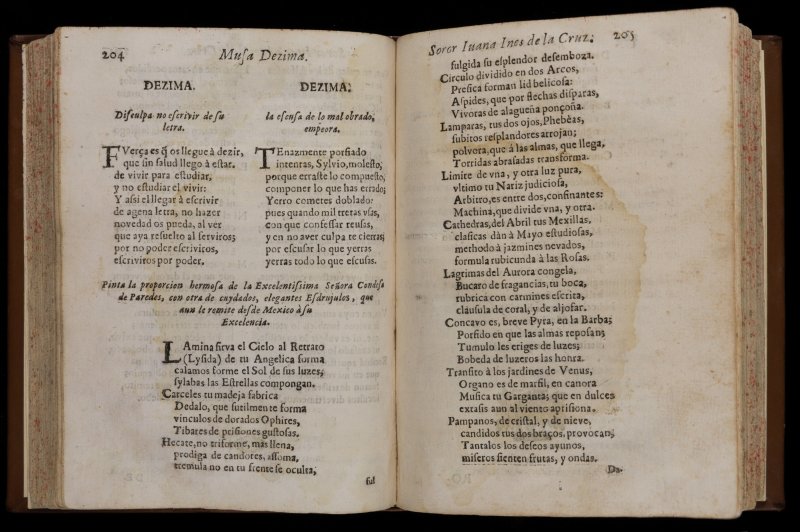 204
Muſa Dezima.
DEZIMA.
Diſculpa no eſcrivir de ſu
letra.
FVerça es q̃ os llegue à dezir,
que ſin ſalud llego à eſtar.
de vivir para eſtudiar,
y no eſtudiar el vivir:
Y aſsi el llegar à eſcrivir
de agena letra, no hazer
novedad os pueda, al ver
que aya reſuelto al ſerviros;
por no poder eſcriviros,
eſcriviros por poder.
DEZIMA.
la eſcuſa de lo mal obrado,
empeora.
TEnazmente porfiado
intentas, Sylvio, moleſto,
porque erraſte lo compueſto,
componer lo que has errado;
Yerro cometes doblado:
pues quando mil tretas vſas,
con que confeſſar reuſas,
y en no aver culpa te cierras;
por eſcuſar lo que yerras
yerras todo lo que eſcuſas.
Pinta la proporcion hermoſa de la Excelentiſsima Señora Condeſa
de Paredes, con otra de cuydados, elegantes Eſdrujulos, que
aun le remite deſde Mexico à ſu
Excelencia.
LAmina ſirva el Cielo al Retrato
(Lyſida) de tu Angelica forma
calamos forme el Sol de ſus luzes;
ſylabas las Eſtrellas compongan.
Carceles tu madeja fabrica
Dedalo, que ſutilmente forma
vinculos de dorados Ophires,
Tibares de priſiones guſtoſas.
Hecate, no triforme, mas llena,
prodiga de candores, aſſoma,
tremula no en tu frente ſe oculta,
ful
Soror Iuana Ines de la Cruz.
205
fulgida ſu eſplendor deſemboza.
Circulo dividido en dos Arcos,
Perſica forman lid belicoſa:
Aſpides, que por flechas diſparas,
Vivoras de alagueña ponçoña.
Lamparas, tus dos ojos, Phebèas,
ſubitos reſplandores arrojan;
polvora, que á las almas, que llega,
Torridas abraſadas transforma.
Limite de vna, y otra luz pura,
vltimo tu Nariz judicioſa,
Arbitro, es entre dos, confinantes:
Machina, que divide vna, y otra.
Cathedras, del Abril tus Mexillas,
claſicas dàn à Mayo eſtudioſas,
methodo à jazmines nevados,
formula rubicunda à las Roſas.
Lagrimas del Aurora congela,
Bucaro de fragancias, tu boca,
rubrica con carmines eſcrita,
clàuſula de coral, y de aljofar.
Concavo es, breve Pyra, en la Barba;
Porfido en que las almas repoſan;
Tumulo les eriges de luzes;
Bobeda de luzeros las honra.
Tranſito à los jardines de Venus,
Organo es de marfil, en canora
Muſica tu Garganta; que en dulces
extaſis aun al viento apriſiona.
Pampanos, de criſtal, y de nieve,
candidos tus dos braços, provocan;
Tantalos los deſeos ayunos,
miſeros ſienten frutas, y ondas.
Da-